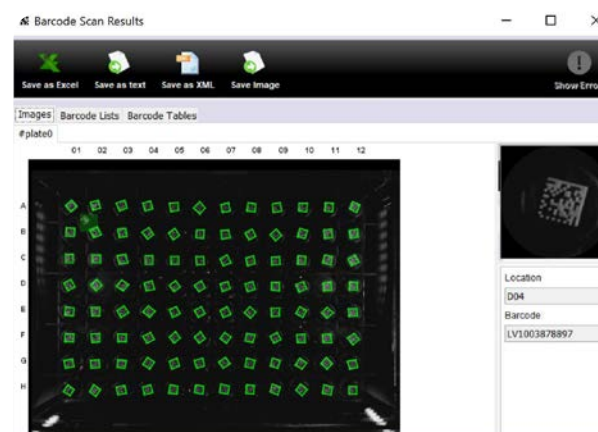 Barcode Scan Results
Save as Excel Save as text Save as XML Save Image Show Erro
Images Barcode Lists Barcode Tables
#plate0
01 02 03 04 05 06 07 08 09 10 11 12
A
B
C
D
E
F
G
H
Location
D04
Barcode
LV1003878897